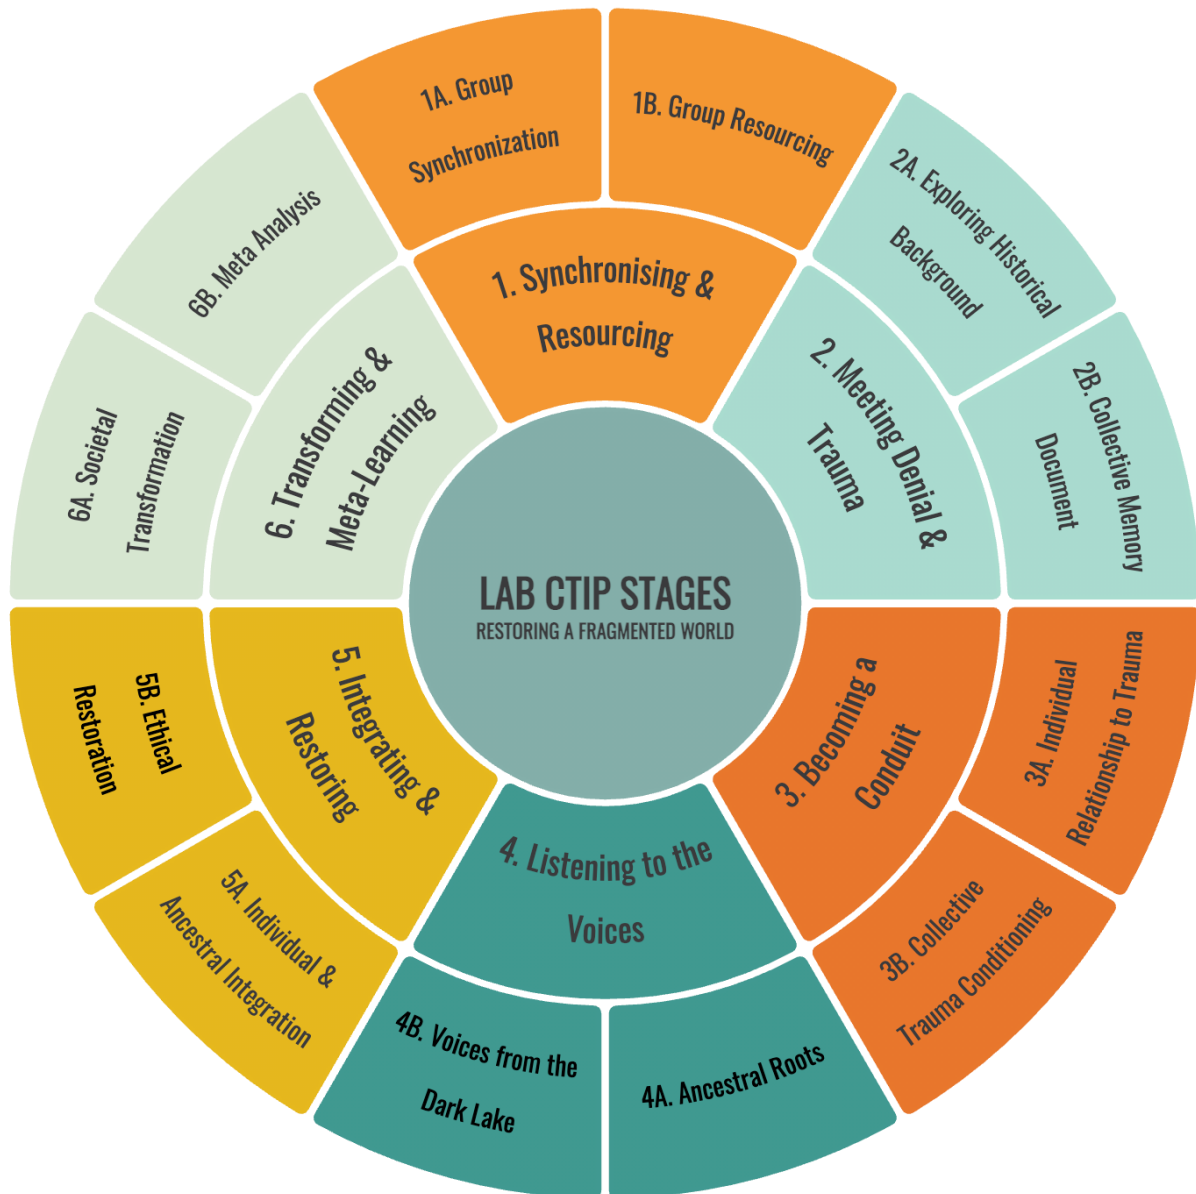 LAB CTIP STAGES
RESTORING A FRAGMENTED WORLD
1. Synchronising &
Resourcing
1A. Group
Synchronization
1B. Group Resourcing
2. Meeting Denial &
Trauma
2A. Exploring Historical
Background
2B. Collective Memory
Document
3. Becoming a
Conduit
3A. Individual
Relationship to Trauma
3B. Collective
Trauma Conditioning
4. Listening to the
Voices
4A. Ancestral Roots
4B. Voices from the
Dark Lake
5. Integrating &
Restoring
5A. Individual &
Ancestral Integration
5B. Ethical
Restoration
6. Transforming &
Meta-Learning
6A. Societal
Transformation
6B. Meta Analysis